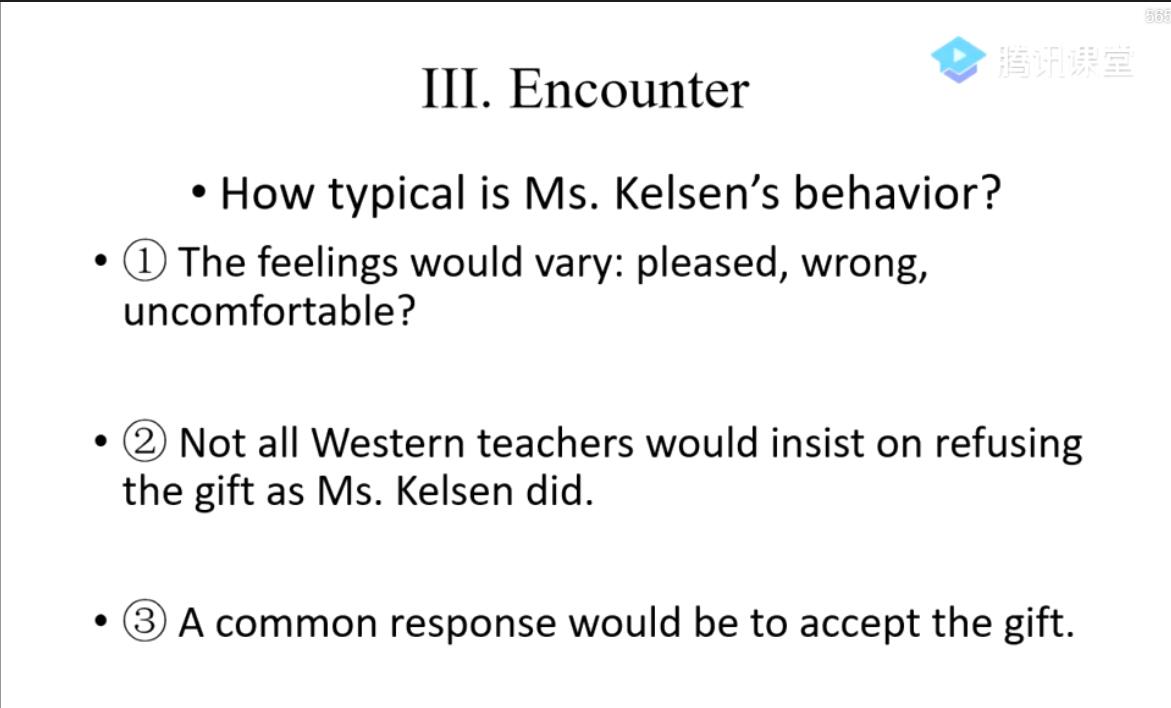 III. Encounter
腾讯课堂
• How typical is Ms. Kelsen’s behavior?
• ① The feelings would vary: pleased, wrong,
uncomfortable?
• ② Not all Western teachers would insist on refusing
the gift as Ms. Kelsen did.
• ③ A common response would be to accept the gift.